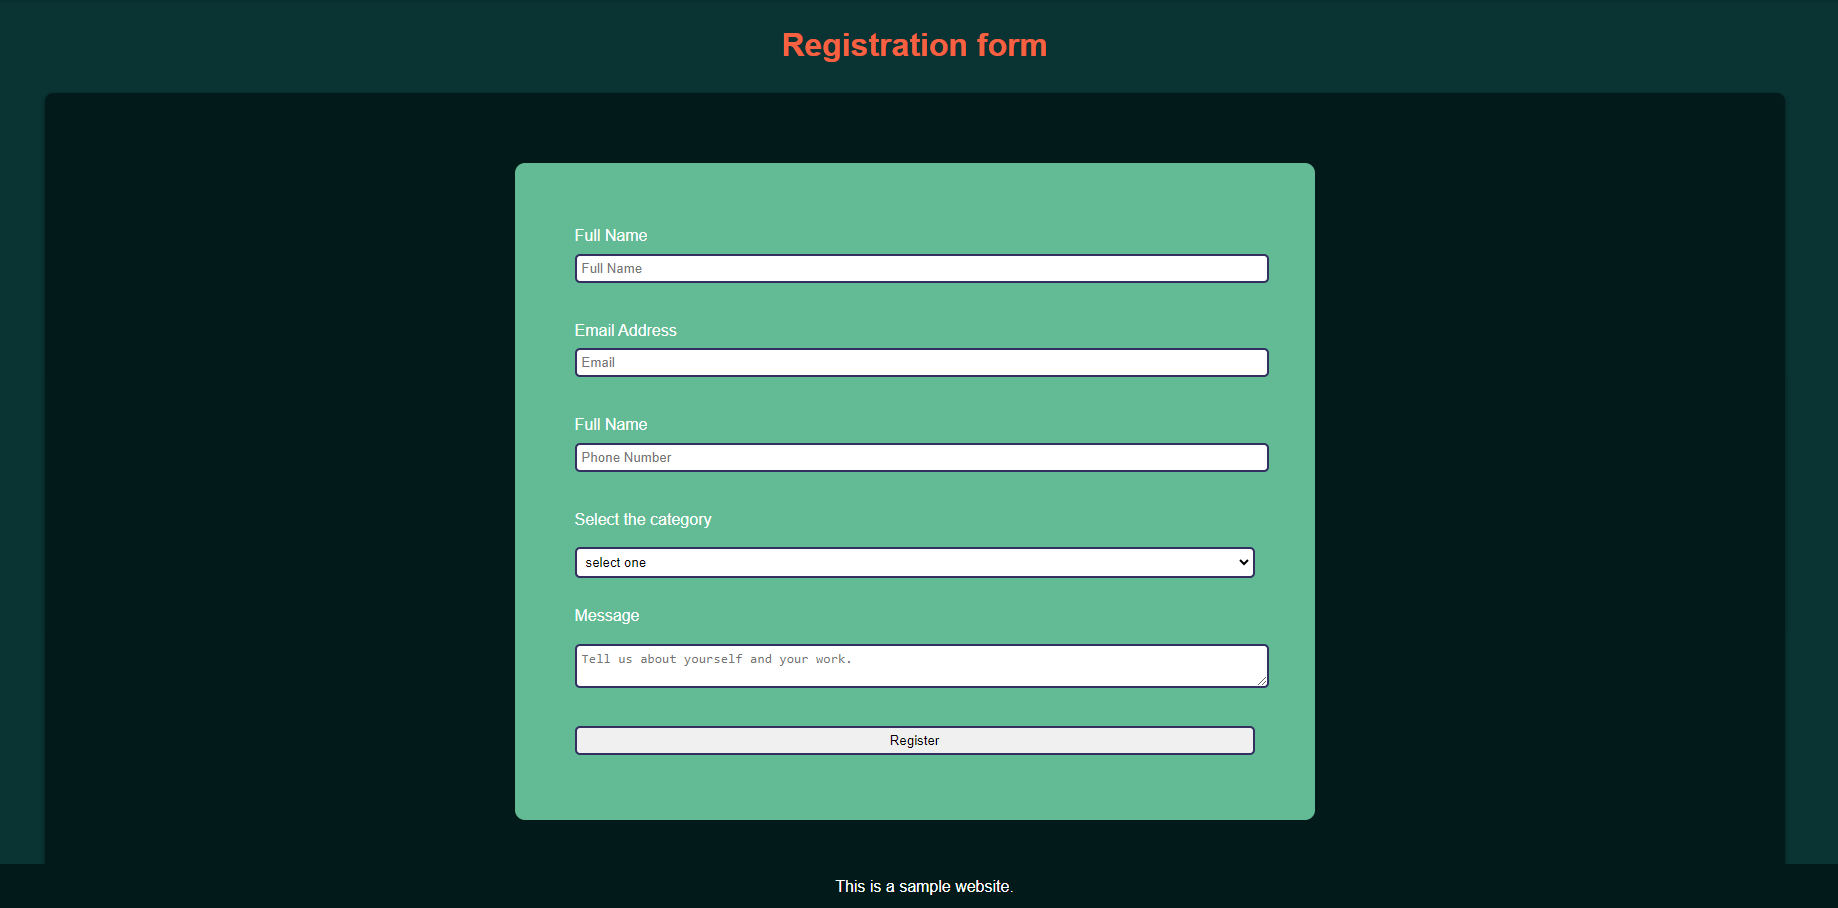 Registration form
Full Name
Full Name
Email Address
Email
Full Name
Phone Number
Select the category
select one
Message
Tell us about yourself and your work.
Register
This is a sample website.